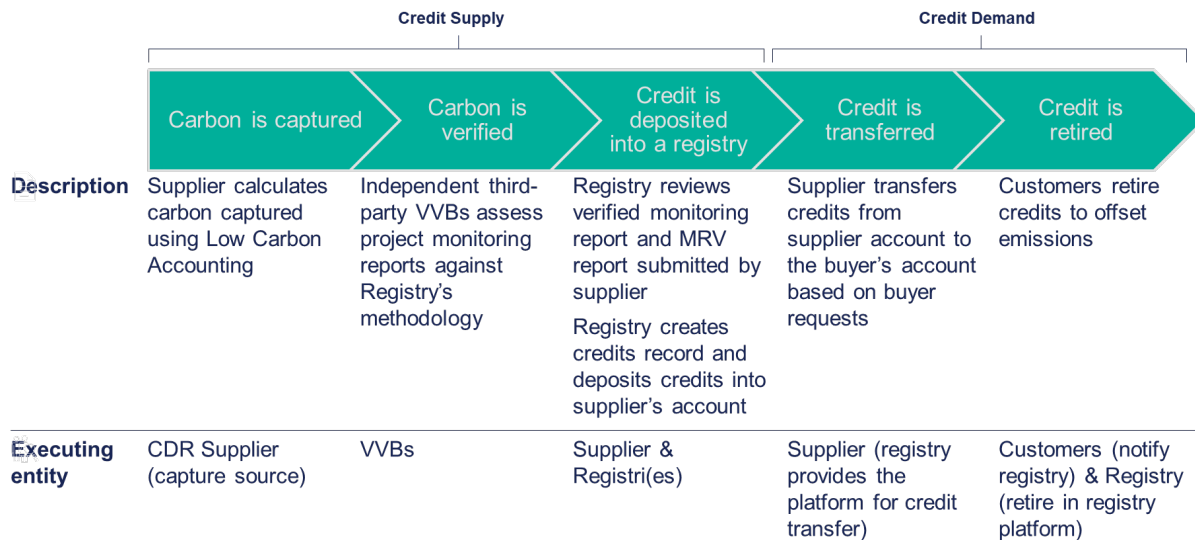 Credit Supply
Credit Demand
Carbon is captured
Carbon is
verified
Credit is
deposited
into a registry
Credit is
transferred
Credit is
retired
Description
Supplier calculates
carbon captured
using Low Carbon
Accounting
Independent third-
party VVBs assess
project monitoring
reports against
Registry's
methodology
Registry reviews
verified monitoring
report and MRV
report submitted by
supplier
Registry creates
credits record and
deposits credits into
supplier's account
Supplier transfers
credits from
supplier account to
the buyer's account
based on buyer
requests
Customers retire
credits to offset
emissions
Executing
entity
CDR Supplier
(capture source)
VVBs
Supplier &
Registri(es)
Supplier (registry
provides the
platform for credit
transfer)
Customers (notify
registry) & Registry
(retire in registry
platform)